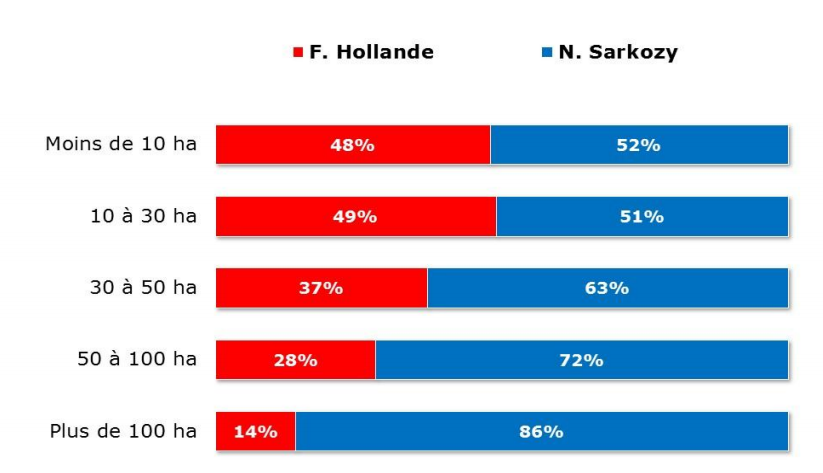 F. Hollande N. Sarkozy
Moins de 10 ha 48% 52%
10 à 30 ha 49% 51%
30 à 50 ha 37% 63%
50 à 100 ha 28% 72%
Plus de 100 ha 14% 86%